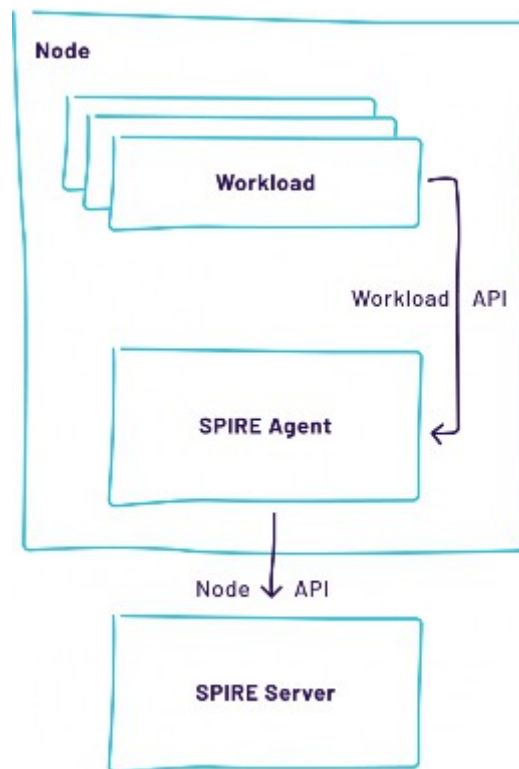 Node
Workload
Workload API
SPIRE Agent
Node API
SPIRE Server